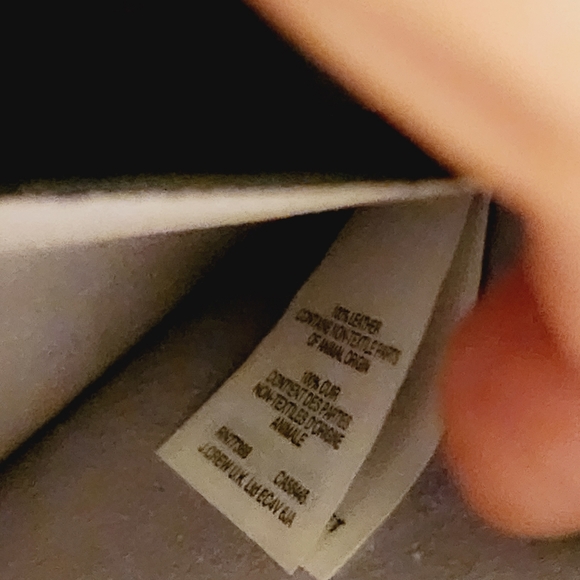 100% LEATHER
CONTAINS NON-TEXTILE PARTS
OF ANIMAL ORIGIN
100% CUIR
CONTIENT DES PARTIES
NON-TEXTILES D'ORIGINE
ANIMALE
J.CREW U.K. Ltd EC4V 6JA